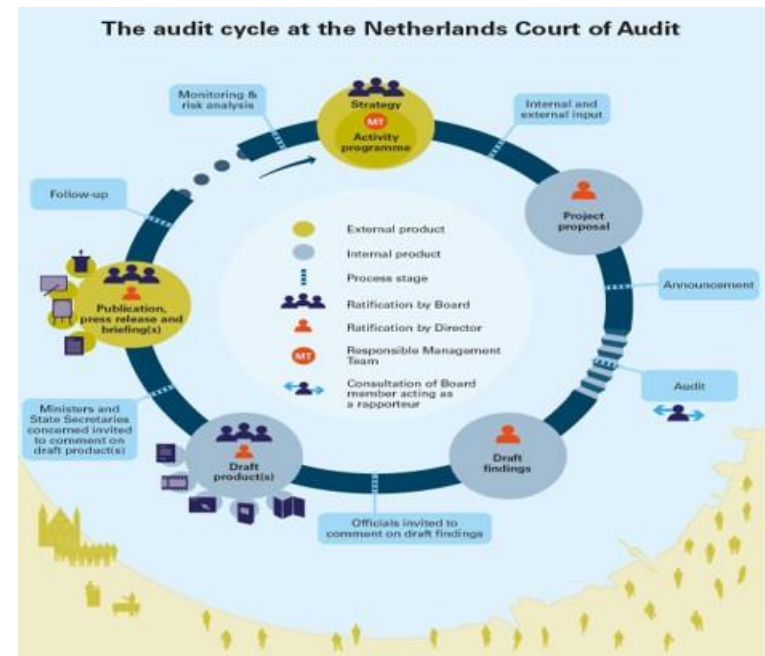 The audit cycle at the Netherlands Court of Audit
Monitoring &
risk analysis
Strategy
MT
Activity
programme
Internal and
external input
Project
proposal
Announcement
Audit
Draft
findings
Officials invited to
comment on draft findings
Draft
product(s)
Ministers and
State Secretaries
concerned invited
to comment on
draft product(s)
Publication,
press release and
briefing(s)
Follow-up
External product
Internal product
Process stage
Ratification by Board
Ratification by Director
MT
Responsible Management
Team
Consultation of Board
member acting as
a rapporteur